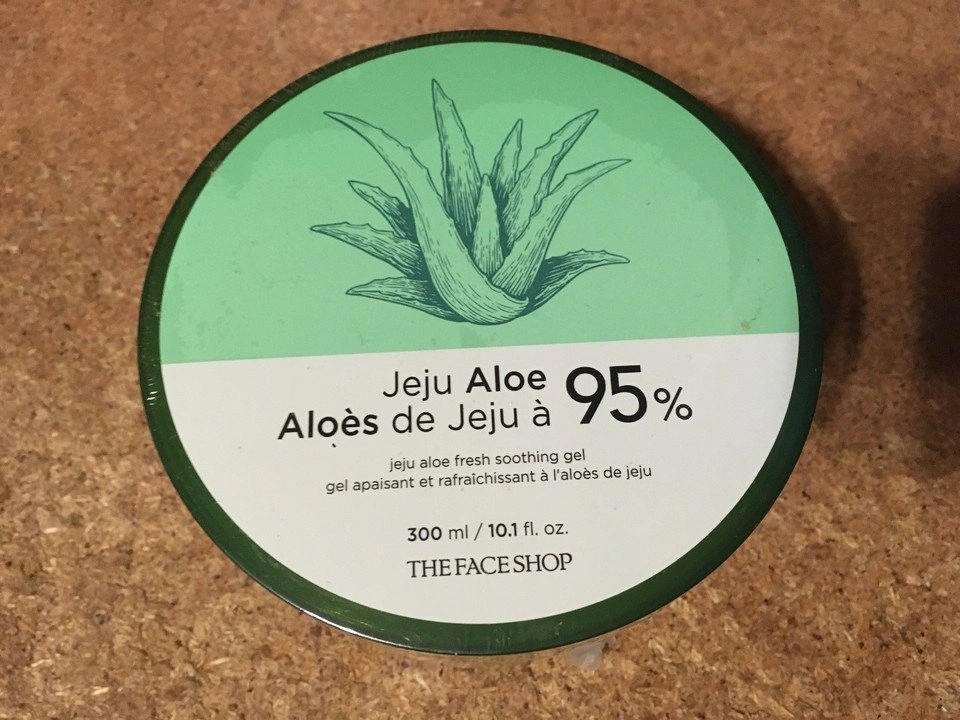 Jeju Aloe 95%
Aloès de Jeju à
jeju aloe fresh soothing gel
gel apaisant et rafraîchissant à l'aloès de jeju
300 ml / 10.1 fl. oz.
THE FACE SHOP